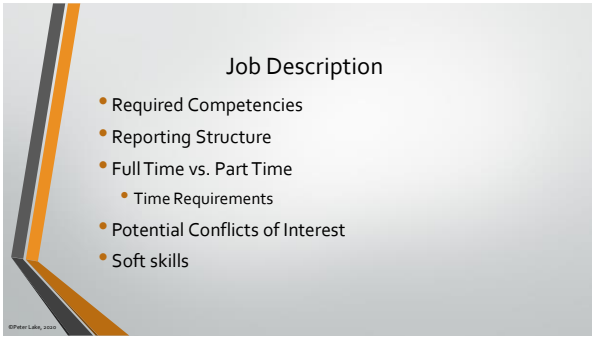 Job Description
• Required Competencies
• Reporting Structure
• Full Time vs. Part Time
• Time Requirements
• Potential Conflicts of Interest
• Soft skills
©Peter Lake, 2020